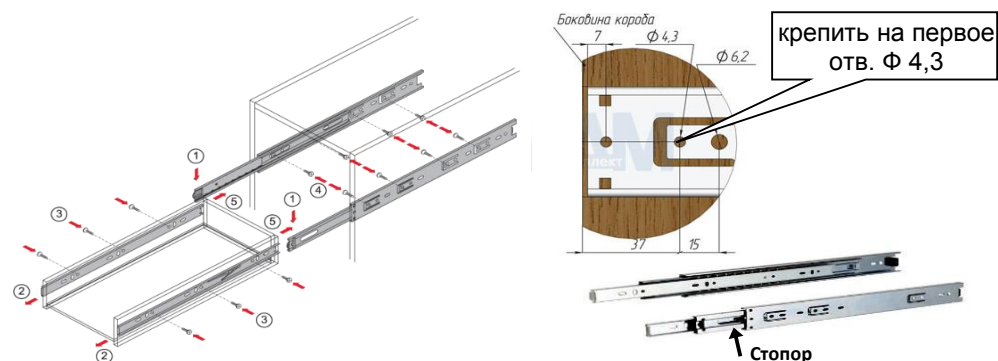 ①
④
①
③
⑤
⑤
②
③
②
Боковина короба
7
Ф 4,3
Ф 6,2
крепить на первое
отв. Ф 4,3
37
15
Стопор